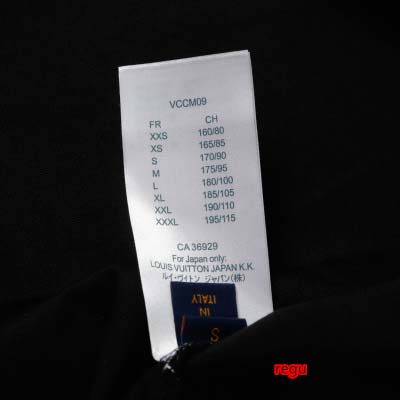 VCCM09
FR CH
XXS 160/80
XS 165/85
S 170/90
M 175/95
L 180/100
XL 185/105
XXL 190/110
XXXL 195/115
CA 36929
For Japan only:
LOUIS VUITTON JAPAN K.K.
ルイ・ヴィトン ジャパン(株)
IN
ITALY
S
regu